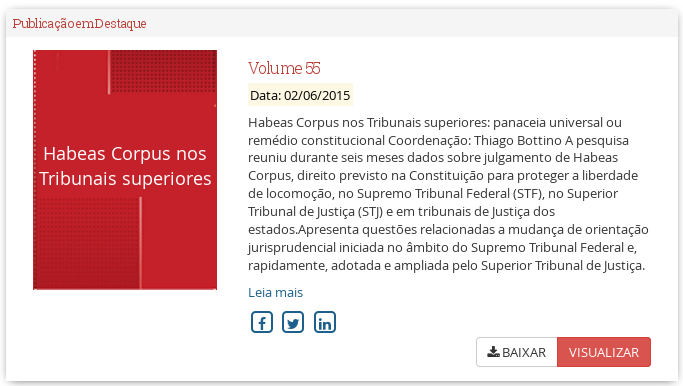 Publicação em Destaque
Habeas Corpus nos
Tribunais superiores
Volume 55
Data: 02/06/2015
Habeas Corpus nos Tribunais superiores: panaceia universal ou
remédio constitucional Coordenação: Thiago Bottino A pesquisa
reuniu durante seis meses dados sobre julgamento de Habeas
Corpus, direito previsto na Constituição para proteger a liberdade
de locomoção, no Supremo Tribunal Federal (STF), no Superior
Tribunal de Justiça (STJ) e em tribunais de Justiça dos
estados.Apresenta questões relacionadas a mudança de orientação
jurisprudencial iniciada no âmbito do Supremo Tribunal Federal e,
rapidamente, adotada e ampliada pelo Superior Tribunal de Justiça.
Leia mais
BAIXAR VISUALIZAR